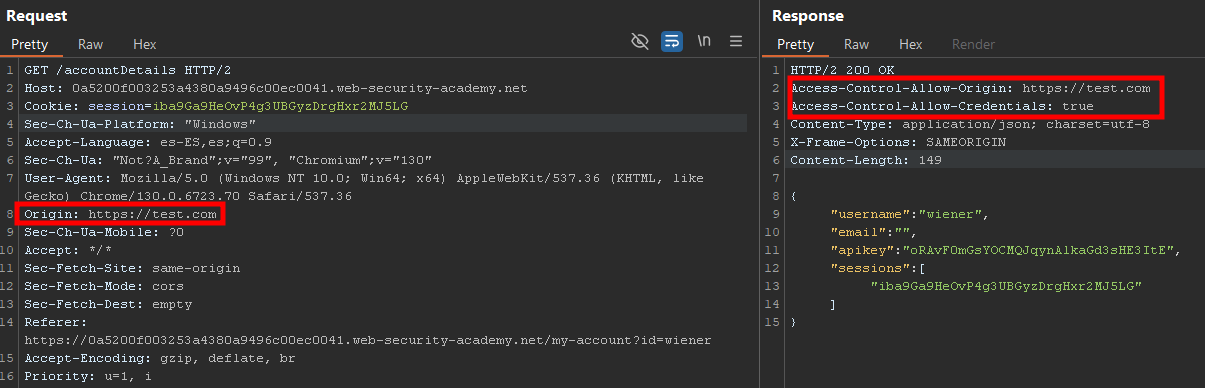 Request
Pretty Raw Hex
\n
1 GET /accountDetails HTTP/2
2 Host: 0a5200f003253a4380a9496c00ec0041.web-security-academy.net
3 Cookie: session=iba9Ga9HeOvP4g3UBGyzDrgHxr2MJ5LG
4 Sec-Ch-Ua-Platform: "Windows"
5 Accept-Language: es-ES,es;q=0.9
6 Sec-Ch-Ua: "Not?A_Brand";v="99", "Chromium";v="130"
7 User-Agent: Mozilla/5.0 (Windows NT 10.0; Win64; x64) AppleWebKit/537.36 (KHTML, like
Gecko) Chrome/130.0.6723.70 Safari/537.36
8 Origin: https://test.com
9 Sec-Ch-Ua-Mobile: ?0
10 Accept: */*
11 Sec-Fetch-Site: same-origin
12 Sec-Fetch-Mode: cors
13 Sec-Fetch-Dest: empty
14 Referer:
https://0a5200f003253a4380a9496c00ec0041.web-security-academy.net/my-account?id=wiener
15 Accept-Encoding: gzip, deflate, br
16 Priority: u=1, i
Response
Pretty Raw Hex Render
1 HTTP/2 200 OK
2 Access-Control-Allow-Origin: https://test.com
3 Access-Control-Allow-Credentials: true
4 Content-Type: application/json; charset=utf-8
5 X-Frame-Options: SAMEORIGIN
6 Content-Length: 149
7
8 {
9 "username":"wiener",
10 "email":"",
11 "apikey":"oRAvF0mGsYOCMQJqynAlkaGd3sHE3ItE",
12 "sessions":[
13 "iba9Ga9HeOvP4g3UBGyzDrgHxr2MJ5LG"
14 ]
15 }